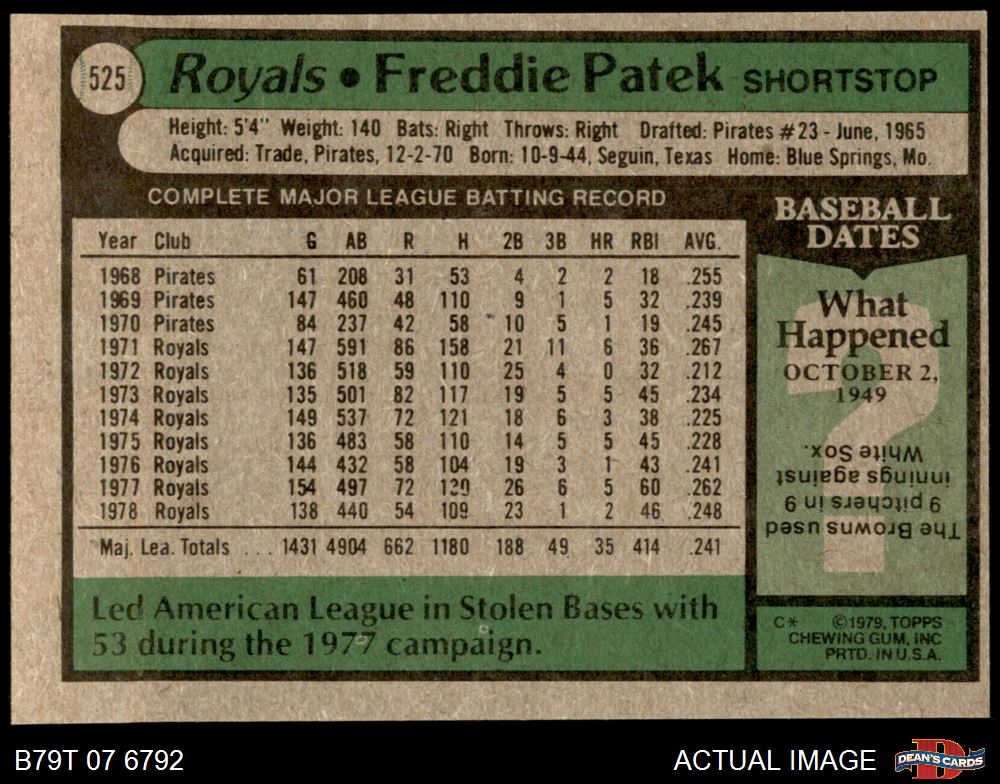 525
Royals • Freddie Patek SHORTSTOP
Height: 5'4" Weight: 140 Bats: Right Throws: Right Drafted: Pirates #23 - June, 1965
Acquired: Trade, Pirates, 12-2-70 Born: 10-9-44, Seguin, Texas Home: Blue Springs, Mo.
COMPLETE MAJOR LEAGUE BATTING RECORD
Year Club G AB R H 2B 3B HR RBI AVG.
1968 Pirates 61 208 31 53 4 2 2 18 .255
1969 Pirates 147 460 48 110 9 1 5 32 .239
1970 Pirates 84 237 42 58 10 5 1 19 .245
1971 Royals 147 591 86 158 21 11 6 36 .267
1972 Royals 136 518 59 110 25 4 0 32 .212
1973 Royals 135 501 82 117 19 5 5 45 .234
1974 Royals 149 537 72 121 18 6 3 38 .225
1975 Royals 136 483 58 110 14 5 5 45 .228
1976 Royals 144 432 58 104 19 3 1 43 .241
1977 Royals 154 497 72 130 26 6 5 60 .262
1978 Royals 138 440 54 109 23 1 2 46 .248
Maj. Lea. Totals ... 1431 4904 662 1180 188 49 35 414 .241
Led American League in Stolen Bases with
53 during the 1977 campaign.
BASEBALL
DATES
What
Happened
OCTOBER 2,
1949
The Browns used
9 pitchers in 9
innings against
White Sox.
C* ©1979, TOPPS
CHEWING GUM, INC
PRTD. IN U.S.A.
B79T 07 6792
ACTUAL IMAGE
D
DEAN'S CARDS